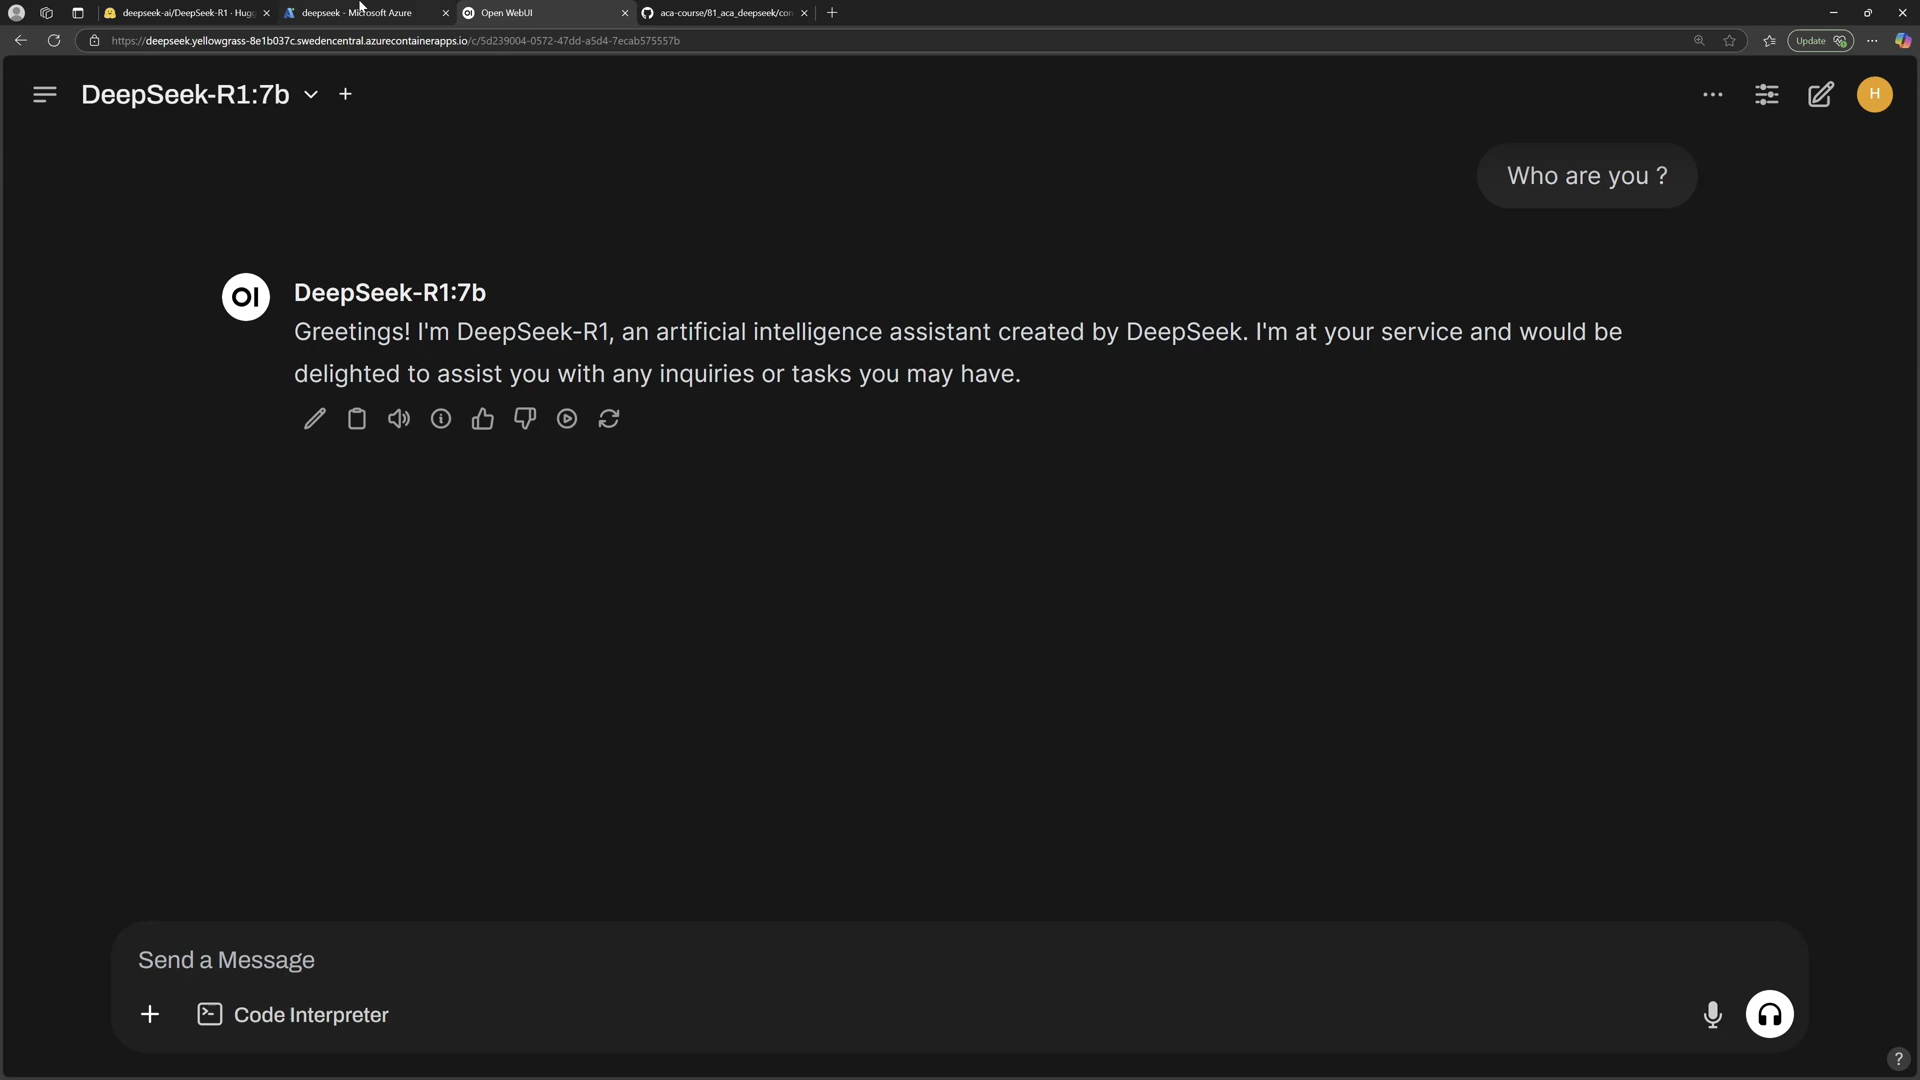 deepseek-ai/DeepSeek-R1 · Hugg
deepseek - Microsoft Azure
OI Open WebUI
aca-course/81_aca_deepseek/con
https://deepseek.yellowgrass-8e1b037c.swedencentral.azurecontainerapps.io/c/5d239004-0572-47dd-a5d4-7ecab575557b
Update
DeepSeek-R1:7b
H
Who are you ?
OI
DeepSeek-R1:7b
Greetings! I'm DeepSeek-R1, an artificial intelligence assistant created by DeepSeek. I'm at your service and would be
delighted to assist you with any inquiries or tasks you may have.
Send a Message
Code Interpreter
?